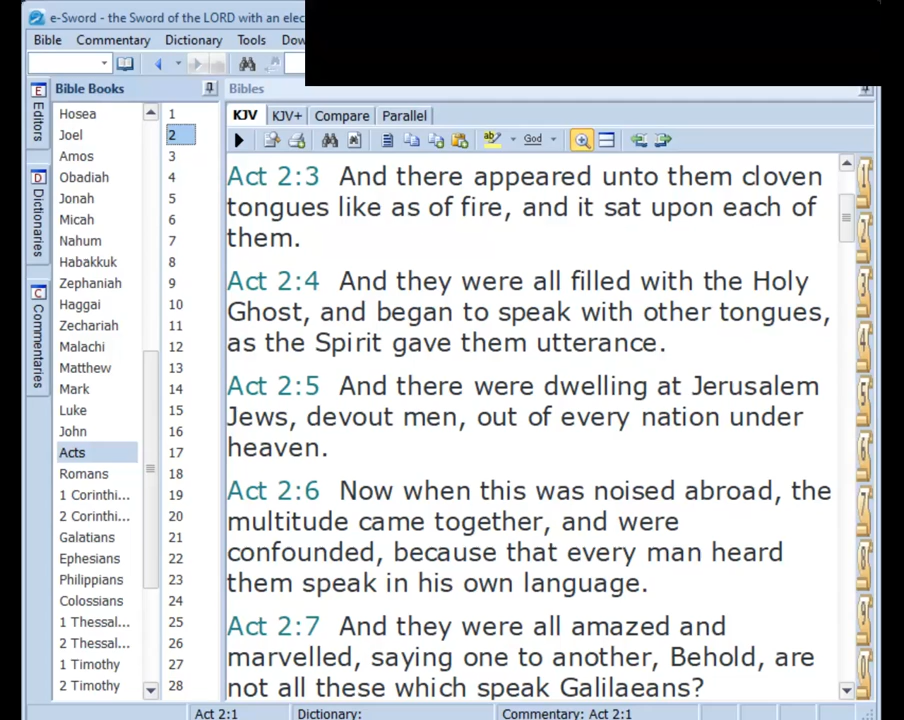 e-Sword - the Sword of the LORD with an elec
Bible Commentary Dictionary Tools Dow
Bible Books
Bibles
Editors
Dictionaries
Commentaries
Hosea
Joel
Amos
Obadiah
Jonah
Micah
Nahum
Habakkuk
Zephaniah
Haggai
Zechariah
Malachi
Matthew
Mark
Luke
John
Acts
Romans
1 Corinthi...
2 Corinthi...
Galatians
Ephesians
Philippians
Colossians
1 Thessal...
2 Thessal...
1 Timothy
2 Timothy
1
2
3
4
5
6
7
8
9
10
11
12
13
14
15
16
17
18
19
20
21
22
23
24
25
26
27
28
KJV KJV+ Compare Parallel
God
Act 2:3 And there appeared unto them cloven
tongues like as of fire, and it sat upon each of
them.
Act 2:4 And they were all filled with the Holy
Ghost, and began to speak with other tongues,
as the Spirit gave them utterance.
Act 2:5 And there were dwelling at Jerusalem
Jews, devout men, out of every nation under
heaven.
Act 2:6 Now when this was noised abroad, the
multitude came together, and were
confounded, because that every man heard
them speak in his own language.
Act 2:7 And they were all amazed and
marvelled, saying one to another, Behold, are
not all these which speak Galilaeans?
1
2
3
4
5
6
7
8
9
0
Act 2:1 Dictionary: Commentary: Act 2:1